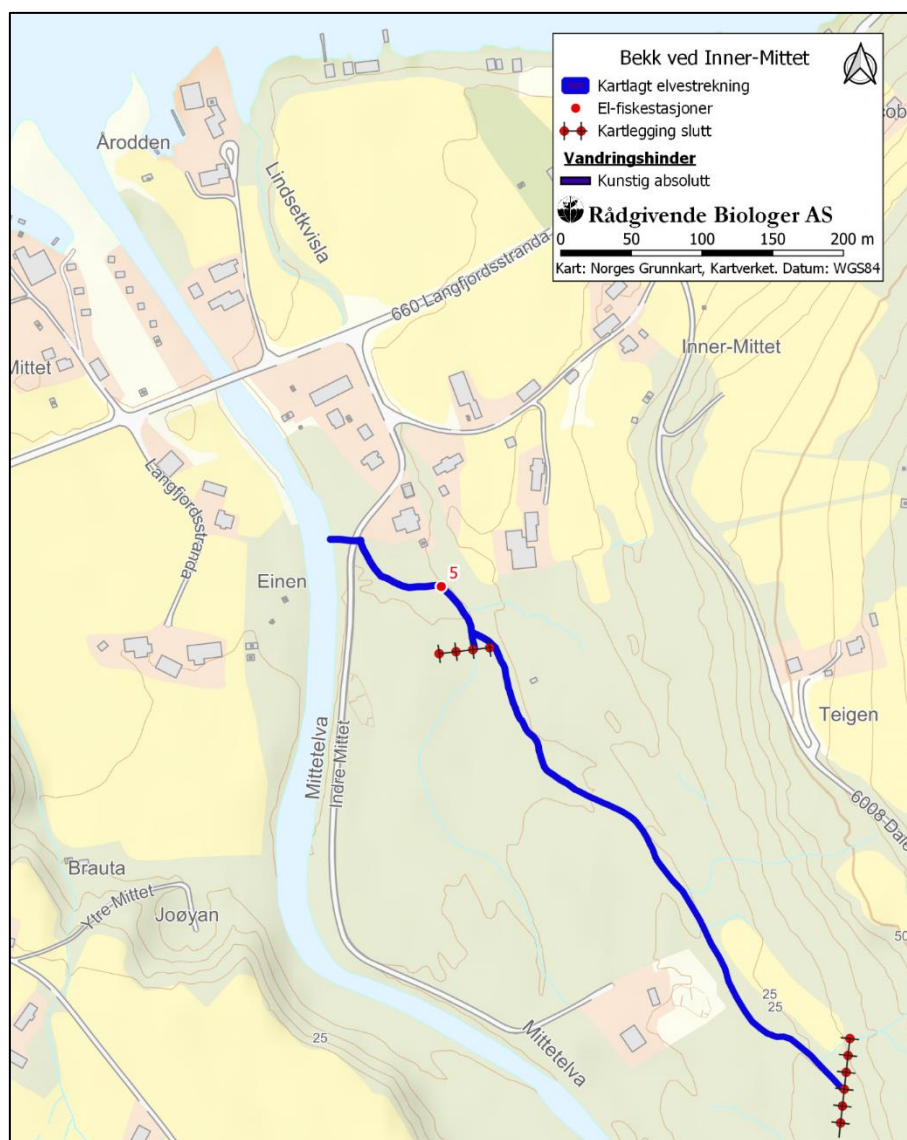 Bekk ved Inner-Mittet
Kartlagt elvestrekning
El-fiskestasjoner
Kartlegging slutt
Vandringshinder
Kunstig absolutt
Rådgivende Biologer AS
0 50 100 150 200 m
Kart: Norges Grunnkart, Kartverket. Datum: WGS84
Årodden
Lindsetkvisla
660 Langfjordsstranda
Mittet
Inner-Mittet
Langfjordsstranda
5
Einen
Mittetelva
Indre-Mittet
Teigen
6008-Dale
Brauta
Ytre Mittet
Joøyan
50
25
25
25
Mittetelva